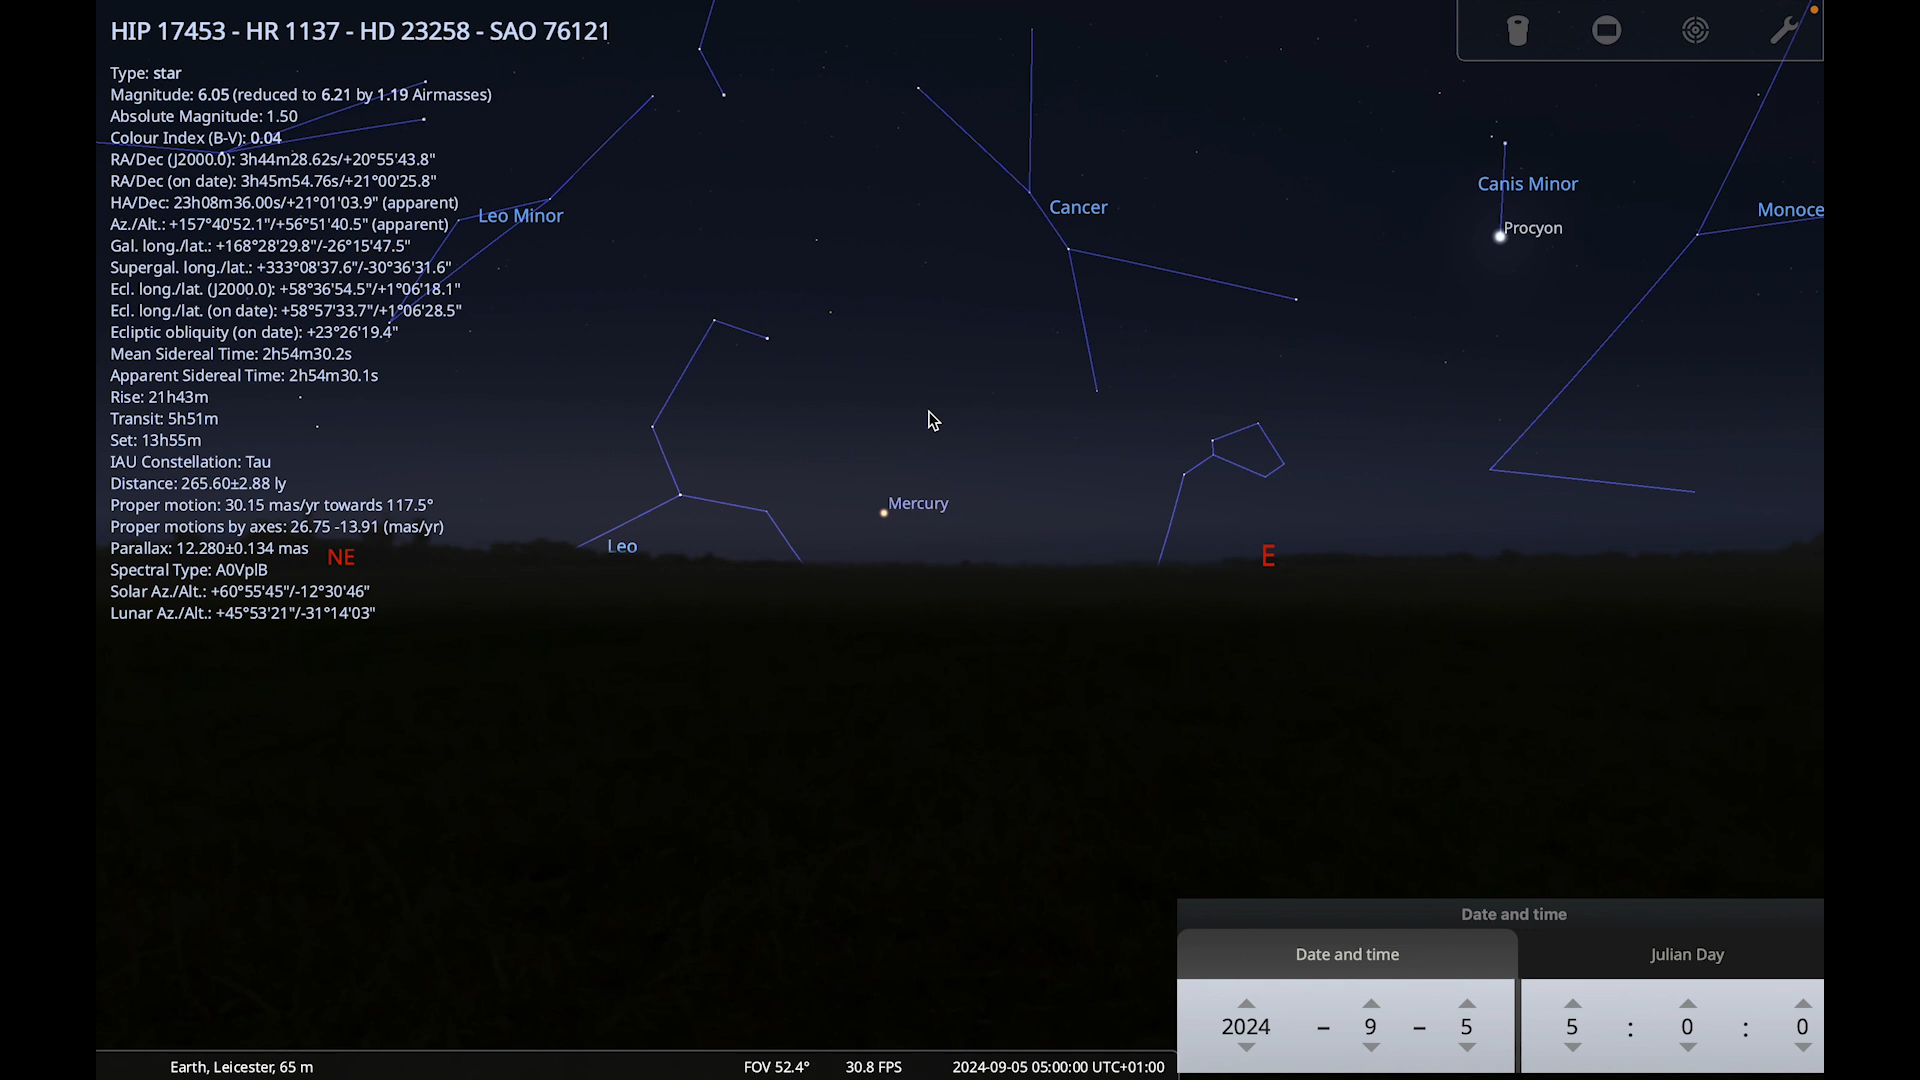 HIP 17453 - HR 1137 - HD 23258 - SAO 76121
Type: star
Magnitude: 6.05 (reduced to 6.21 by 1.19 Airmasses)
Absolute Magnitude: 1.50
Colour Index (B-V): 0.04
RA/Dec (J2000.0): 3h44m28.62s/+20°55'43.8"
RA/Dec (on date): 3h45m54.76s/+21°00'25.8"
HA/Dec: 23h08m36.00s/+21°01'03.9" (apparent)
Az./Alt.: +157°40'52.1"/+56°51'40.5" (apparent)
Gal. long./lat.: +168°28'29.8"/-26°15'47.5"
Supergal. long./lat.: +333°08'37.6"/-30°36'31.6"
Ecl. long./lat. (J2000.0): +58°36'54.5"/+1°06'18.1"
Ecl. long./lat. (on date): +58°57'33.7"/+1°06'28.5"
Ecliptic obliquity (on date): +23°26'19.4"
Mean Sidereal Time: 2h54m30.2s
Apparent Sidereal Time: 2h54m30.1s
Rise: 21h43m
Transit: 5h51m
Set: 13h55m
IAU Constellation: Tau
Distance: 265.60±2.88 ly
Proper motion: 30.15 mas/yr towards 117.5°
Proper motions by axes: 26.75 -13.91 (mas/yr)
Parallax: 12.280±0.134 mas
Spectral Type: A0VplB
Solar Az./Alt.: +60°55'45"/-12°30'46"
Lunar Az./Alt.: +45°53'21"/-31°14'03"
Leo Minor
Cancer
Canis Minor
Procyon
Monoce
Mercury
Leo
NE
E
Date and time
Date and time
Julian Day
2024 - 9 - 5
5 : 0 : 0
Earth, Leicester, 65 m
FOV 52.4°
30.8 FPS
2024-09-05 05:00:00 UTC+01:00